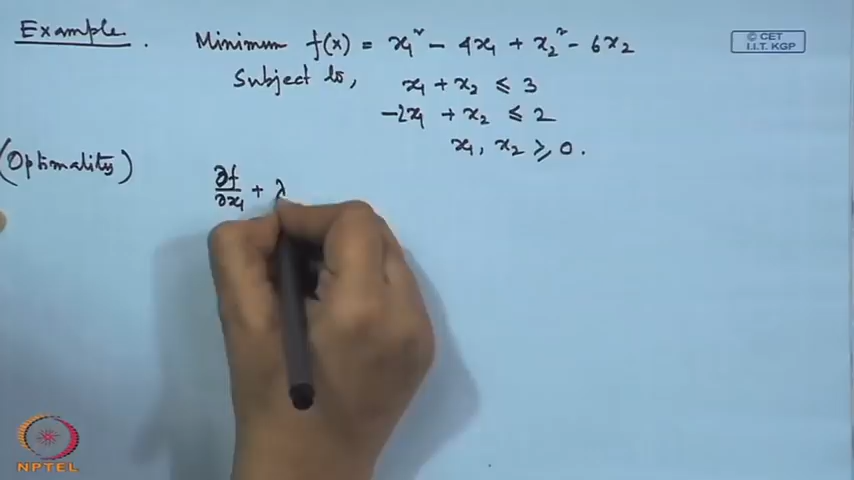 Example. Minimum f(x) = x₁² - 4x₁ + x₂² - 6x₂
© CET
I.I.T. KGP
Subject to, x₁ + x₂ ≤ 3
-2x₁ + x₂ ≤ 2
x₁, x₂ ≥ 0.
(Optimality)
∂f/∂x₁ + λ
NPTEL